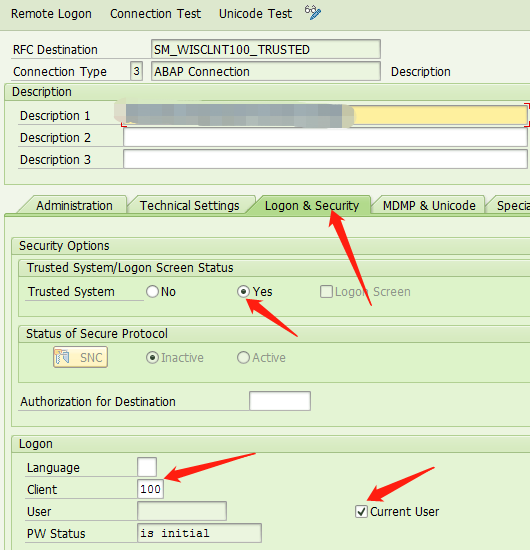 Remote Logon Connection Test Unicode Test
RFC Destination SM_WISCLNT100_TRUSTED
Connection Type 3 ABAP Connection Description
Description
Description 1
Description 2
Description 3
Administration Technical Settings Logon & Security MDMP & Unicode Specia
Security Options
Trusted System/Logon Screen Status
Trusted System No Yes Logon Screen
Status of Secure Protocol
SNC Inactive Active
Authorization for Destination
Logon
Language
Client 100
User Current User
PW Status is initial